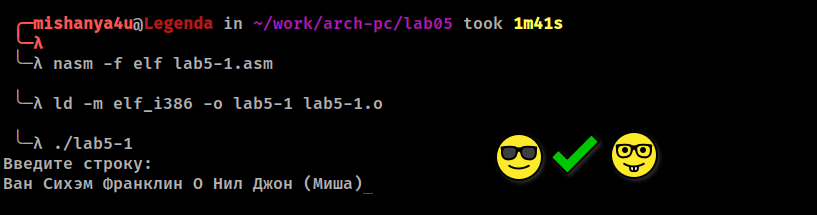 ╭─mishanya4u@Legenda in ~/work/arch-pc/lab05 took 1m41s
╰─λ
╰─λ nasm -f elf lab5-1.asm
╰─λ ld -m elf_i386 -o lab5-1 lab5-1.o
╰─λ ./lab5-1
Введите строку:
Ван Сихэм Франклин О Нил Джон (Миша)_